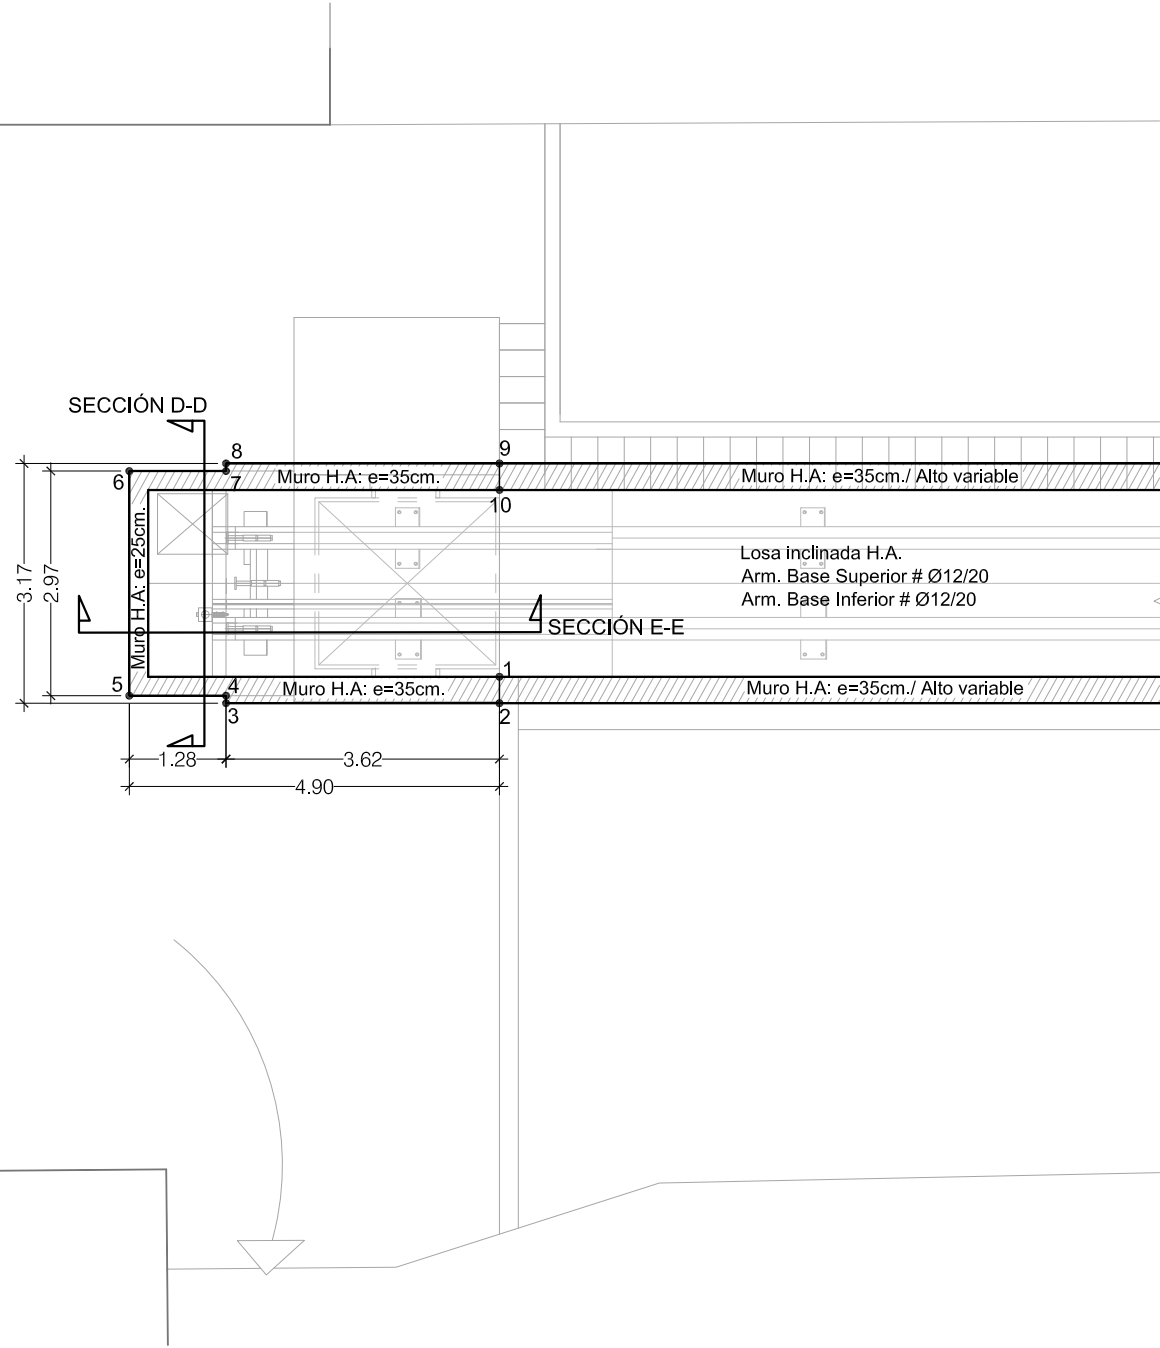 SECCIÓN D-D
8
9
6
7
Muro H.A: e=35cm.
Muro H.A: e=35cm./ Alto variable
10
Muro H.A: e=25cm.
3.17
2.97
Losa inclinada H.A.
Arm. Base Superior # Ø12/20
Arm. Base Inferior # Ø12/20
SECCIÓN E-E
1
5
4
Muro H.A: e=35cm.
Muro H.A: e=35cm./ Alto variable
3
2
1.28
3.62
4.90